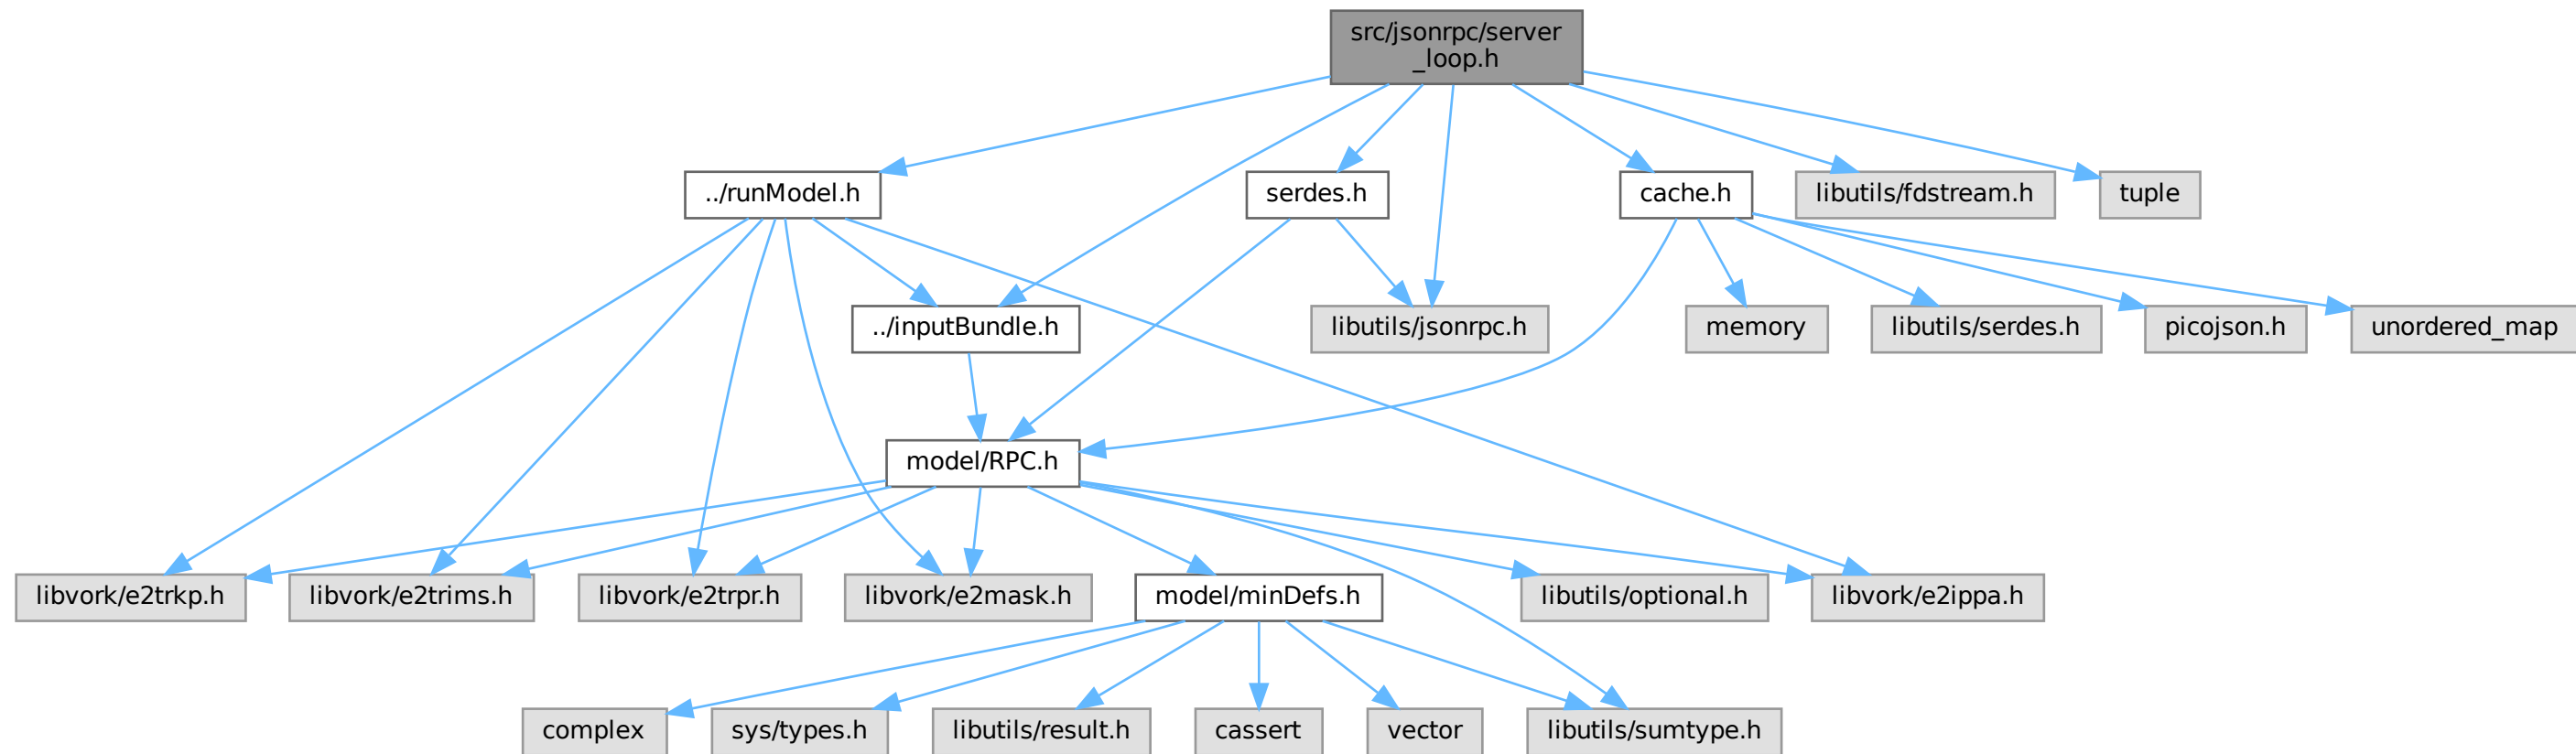 src/jsonrpc/server
_loop.h
../runModel.h
serdes.h
cache.h
libutils/fdstream.h
tuple
../inputBundle.h
libutils/jsonrpc.h
memory
libutils/serdes.h
picojson.h
unordered_map
model/RPC.h
libvork/e2trkp.h
libvork/e2trims.h
libvork/e2trpr.h
libvork/e2mask.h
model/minDefs.h
libutils/optional.h
libvork/e2ippa.h
complex
sys/types.h
libutils/result.h
cassert
vector
libutils/sumtype.h